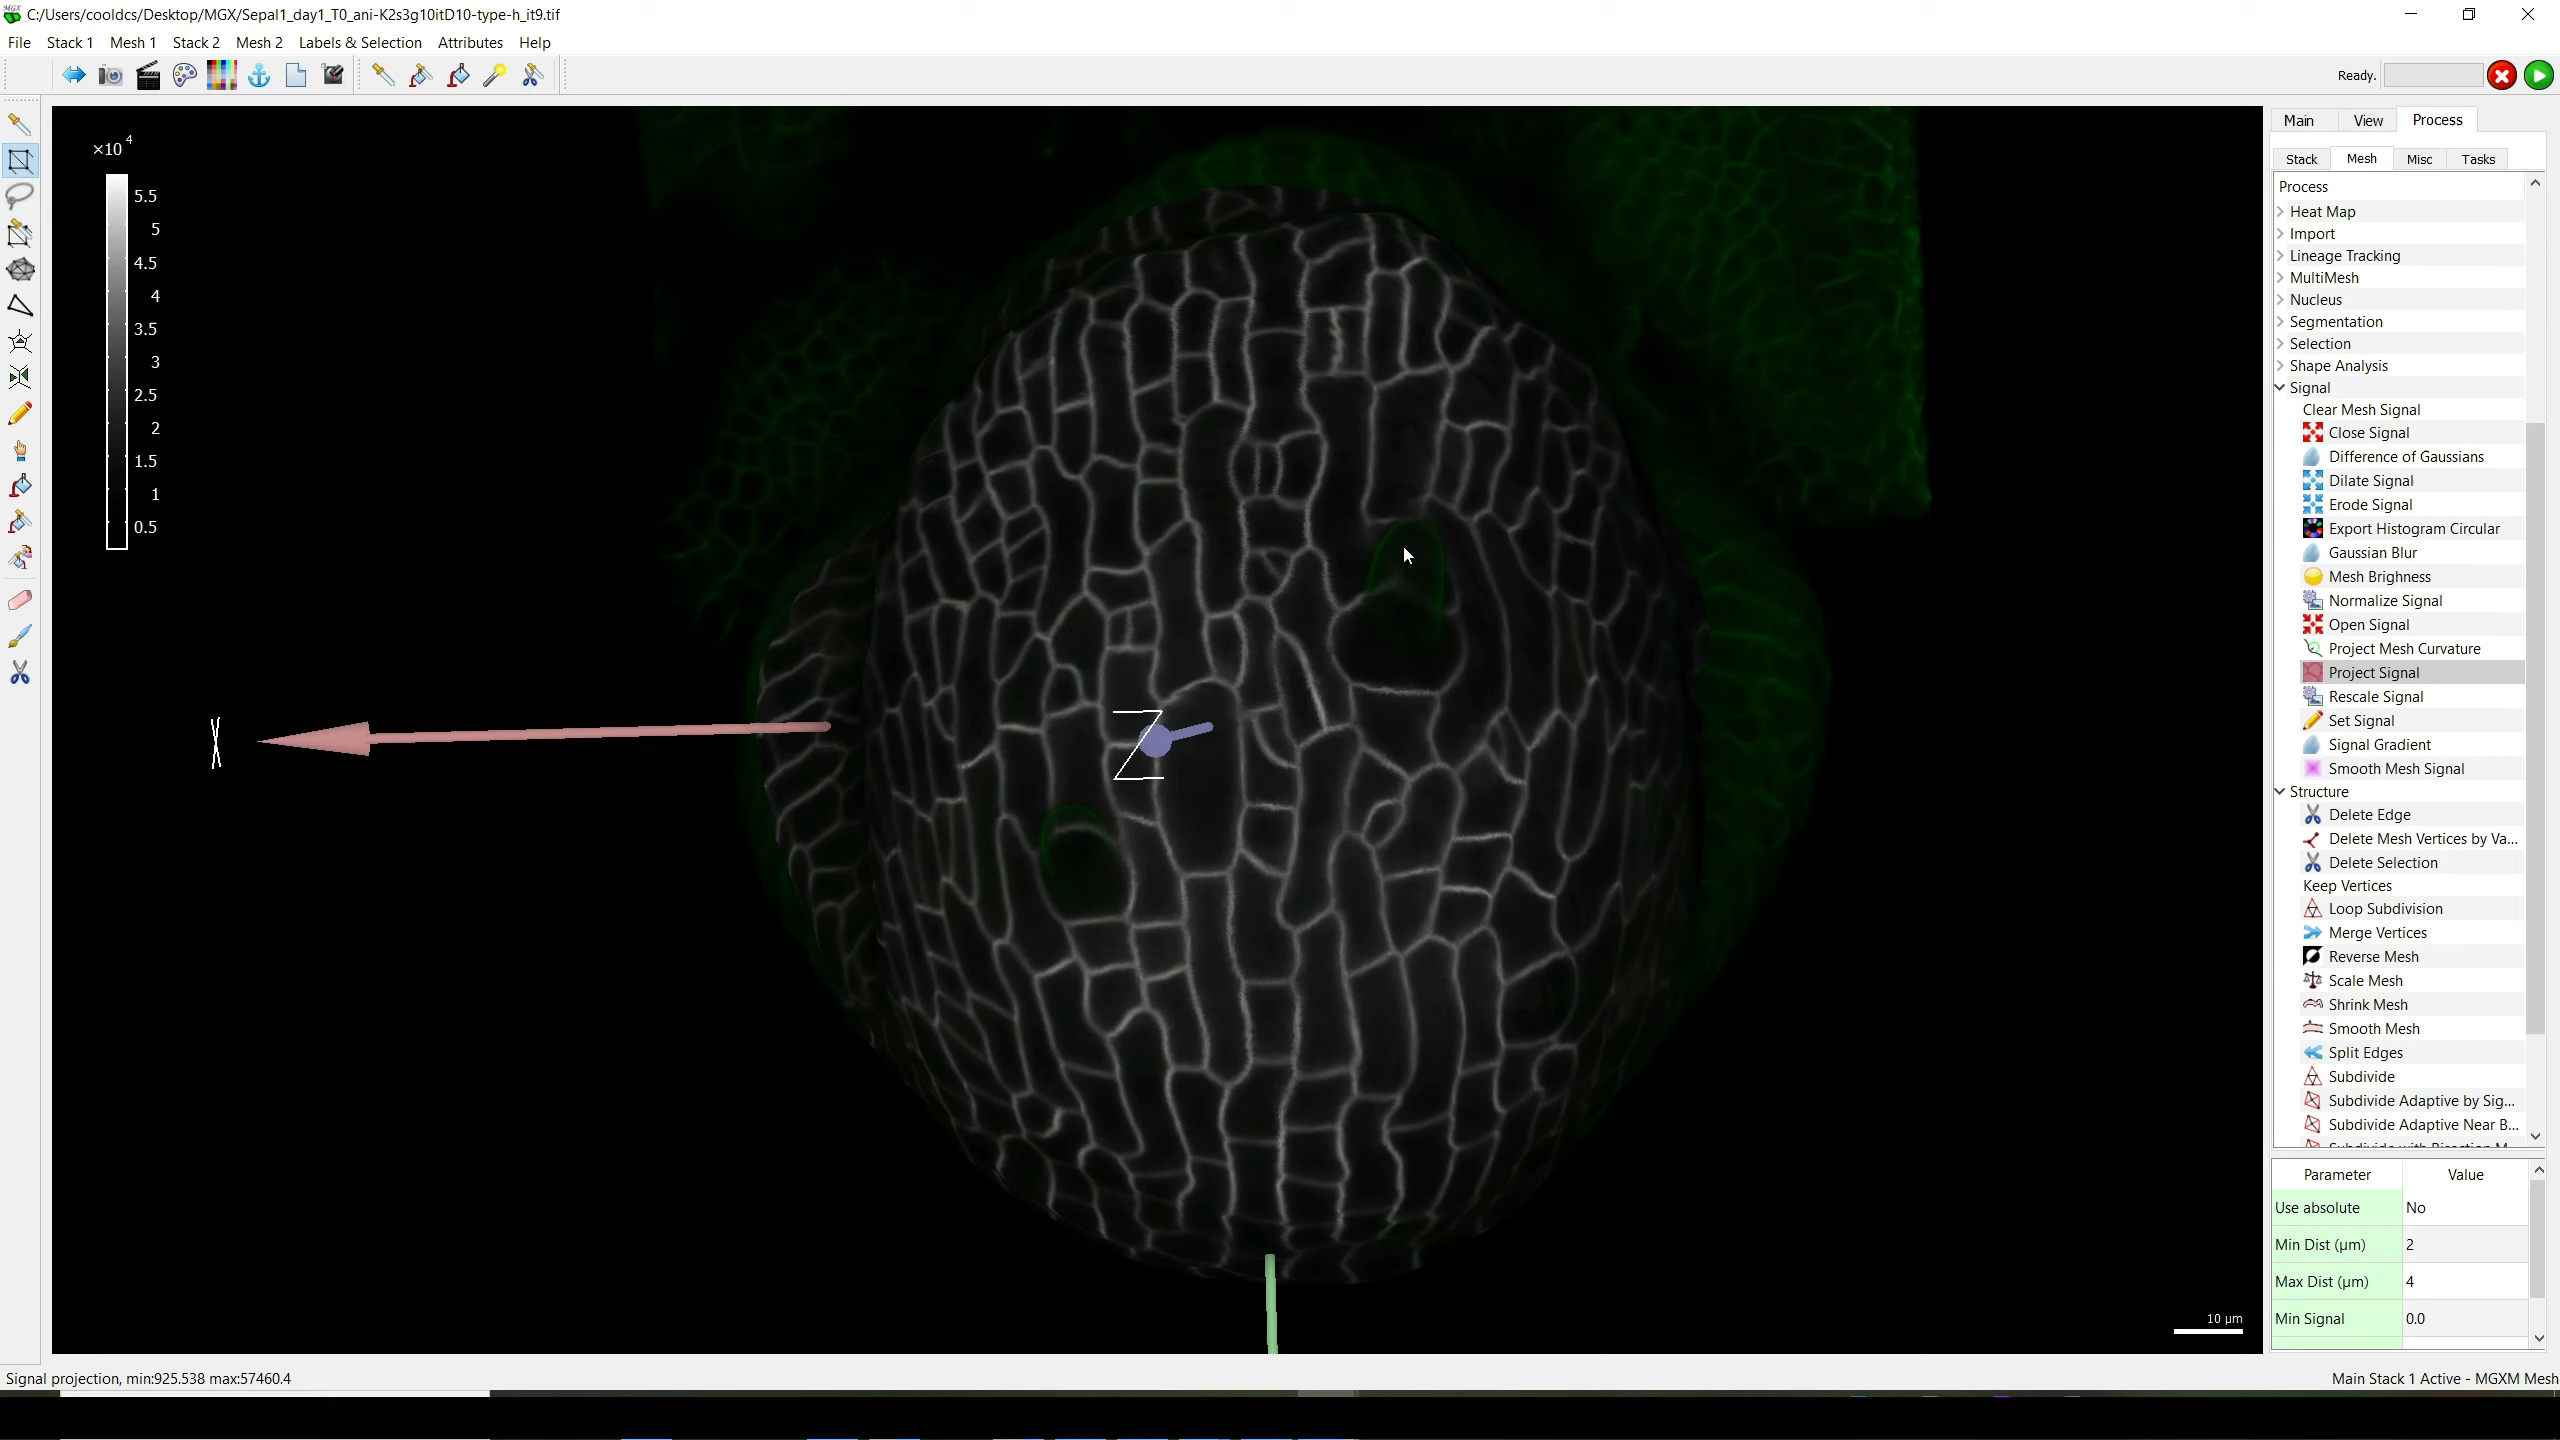 C:/Users/cooldcs/Desktop/MGX/Sepal1_day1_T0_ani-K2s3g10itD10-type-h_it9.tif
File Stack 1 Mesh 1 Stack 2 Mesh 2 Labels & Selection Attributes Help
Ready.
Main View Process
Stack Mesh Misc Tasks
Process
Heat Map
Import
Lineage Tracking
MultiMesh
Nucleus
Segmentation
Selection
Shape Analysis
Signal
Clear Mesh Signal
Close Signal
Difference of Gaussians
Dilate Signal
Erode Signal
Export Histogram Circular
Gaussian Blur
Mesh Brighness
Normalize Signal
Open Signal
Project Mesh Curvature
Project Signal
Rescale Signal
Set Signal
Signal Gradient
Smooth Mesh Signal
Structure
Delete Edge
Delete Mesh Vertices by Va...
Delete Selection
Keep Vertices
Loop Subdivision
Merge Vertices
Reverse Mesh
Scale Mesh
Shrink Mesh
Smooth Mesh
Split Edges
Subdivide
Subdivide Adaptive by Sig...
Subdivide Adaptive Near B...
Parameter Value
Use absolute No
Min Dist (µm) 2
Max Dist (µm) 4
Min Signal 0.0
×10 4
5.5
5
4.5
4
3.5
3
2.5
2
1.5
1
0.5
X
Z
10 µm
Signal projection, min:925.538 max:57460.4
Main Stack 1 Active - MGXM Mesh